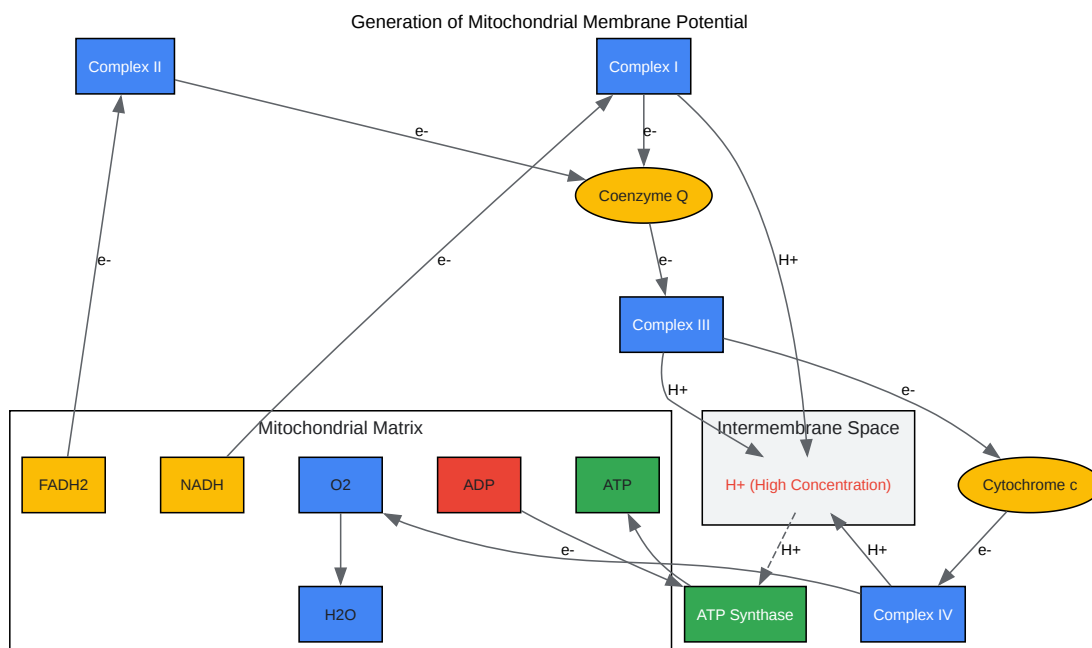 Generation of Mitochondrial Membrane Potential
Complex II
Complex I
e-
e-
Coenzyme Q
e-
e-
e-
H+
Complex III
H+
e-
Mitochondrial Matrix
Intermembrane Space
FADH2
NADH
O2
ADP
ATP
H+ (High Concentration)
Cytochrome c
e-
H+
H+
e-
H2O
ATP Synthase
Complex IV